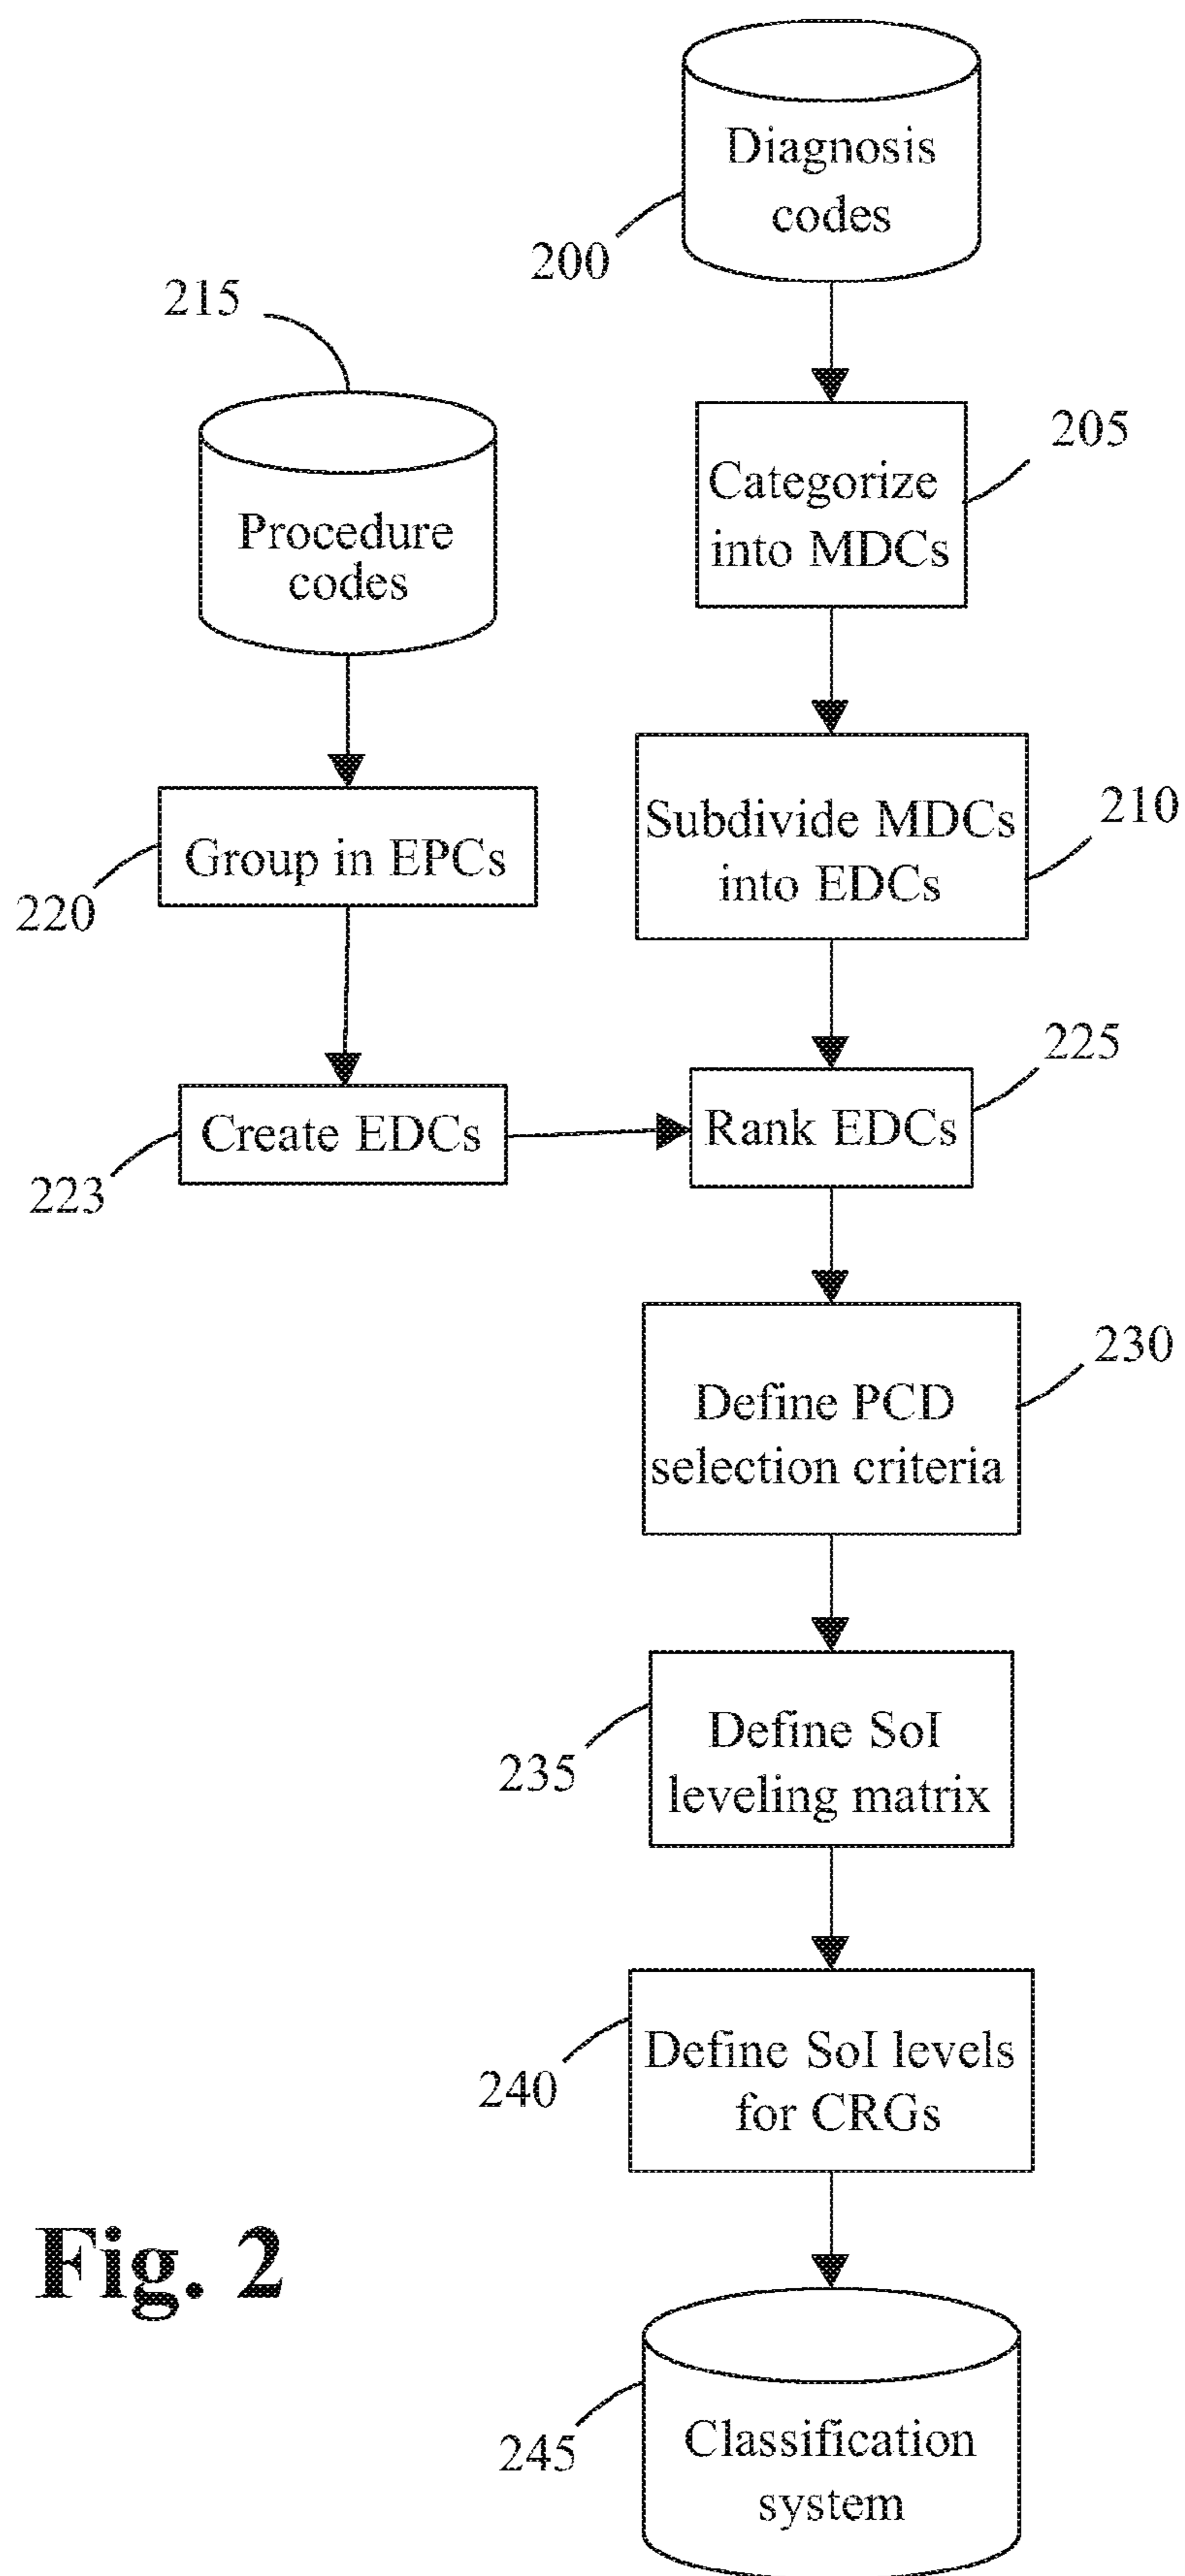 Diagnosis
codes
200
215
Procedure
codes
Categorize
into MDCs
205
Subdivide MDCs
into EDCs
210
Group in EPCs
220
Create EDCs
223
Rank EDCs
225
Define PCD
selection criteria
230
Define SoI
leveling matrix
235
Define SoI levels
for CRGs
240
Fig. 2
Classification
system
245